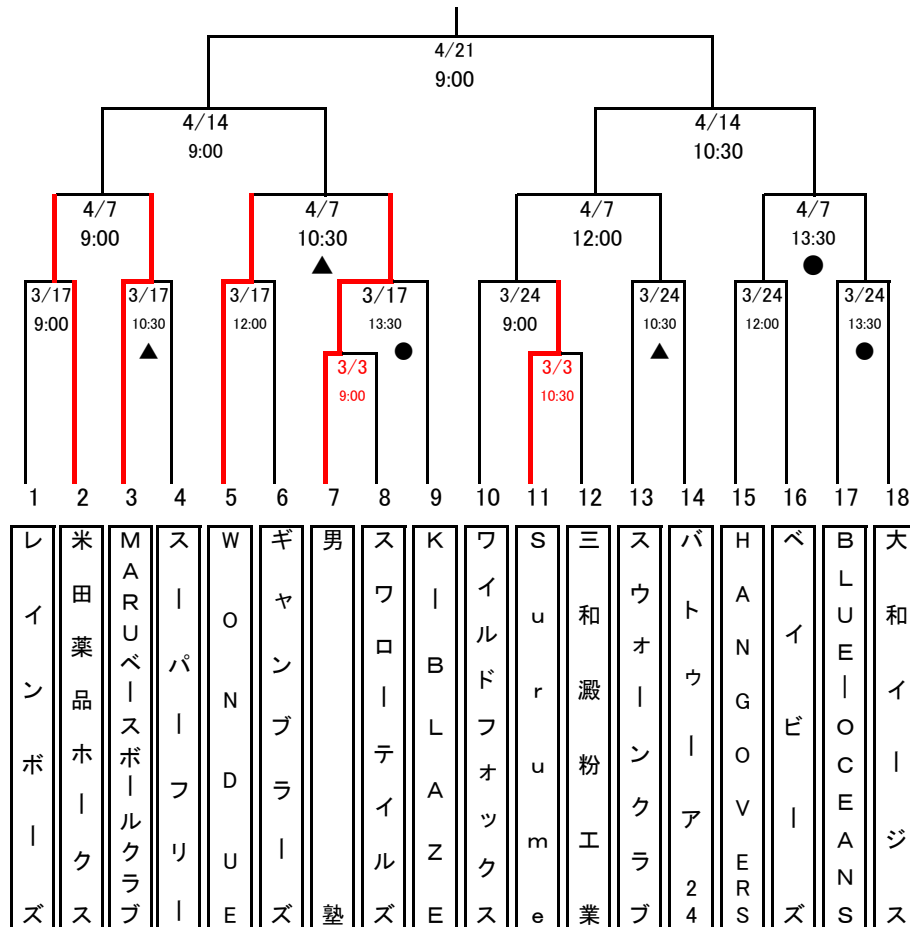 4/21
9:00
4/14
4/14
9:00
10:30
4/7
4/7
4/7
4/7
9:00
10:30
12:00
13:30
▲
●
3/17
3/17
3/17
3/17
3/24
3/24
3/24
3/24
9:00
10:30
12:00
13:30
9:00
10:30
12:00
13:30
▲
●
▲
●
3/3
3/3
9:00
10:30
1 2 3 4 5 6 7 8 9 10 11 12 13 14 15 16 17 18
レインボーズ
米田薬品ホークス
MARUベースボールクラブ
スーパーフリー
WONDUE
ギャンブラーズ
男塾
スワローテイルズ
K－BLAZE
ワイルドフォックス
Surume
三和澱粉工業
スウォーンクラブ
バトゥーア24
HANGOVERS
ベイビーズ
BLUE－OCEANS
大和イージス